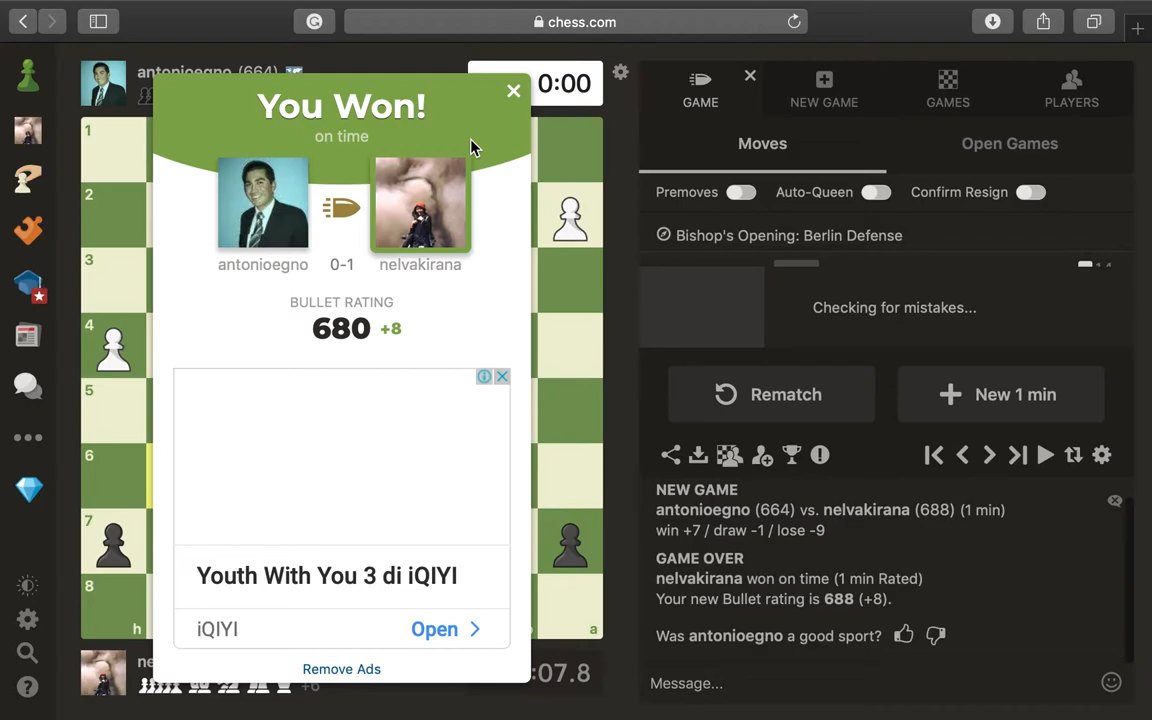 chess.com
antonioegno (664)
0:00
You Won!
on time
antonioegno 0-1 nelvakirana
BULLET RATING
680 +8
Youth With You 3 di iQIYI
iQIYI
Open
Remove Ads
1
2
3
4
5
6
7
8
h
a
ne
+6
:07.8
GAME
NEW GAME
GAMES
PLAYERS
Moves
Open Games
Premoves
Auto-Queen
Confirm Resign
Bishop's Opening: Berlin Defense
Checking for mistakes...
Rematch
New 1 min
NEW GAME
antonioegno (664) vs. nelvakirana (688) (1 min)
win +7 / draw -1 / lose -9
GAME OVER
nelvakirana won on time (1 min Rated)
Your new Bullet rating is 688 (+8).
Was antonioegno a good sport?
Message...